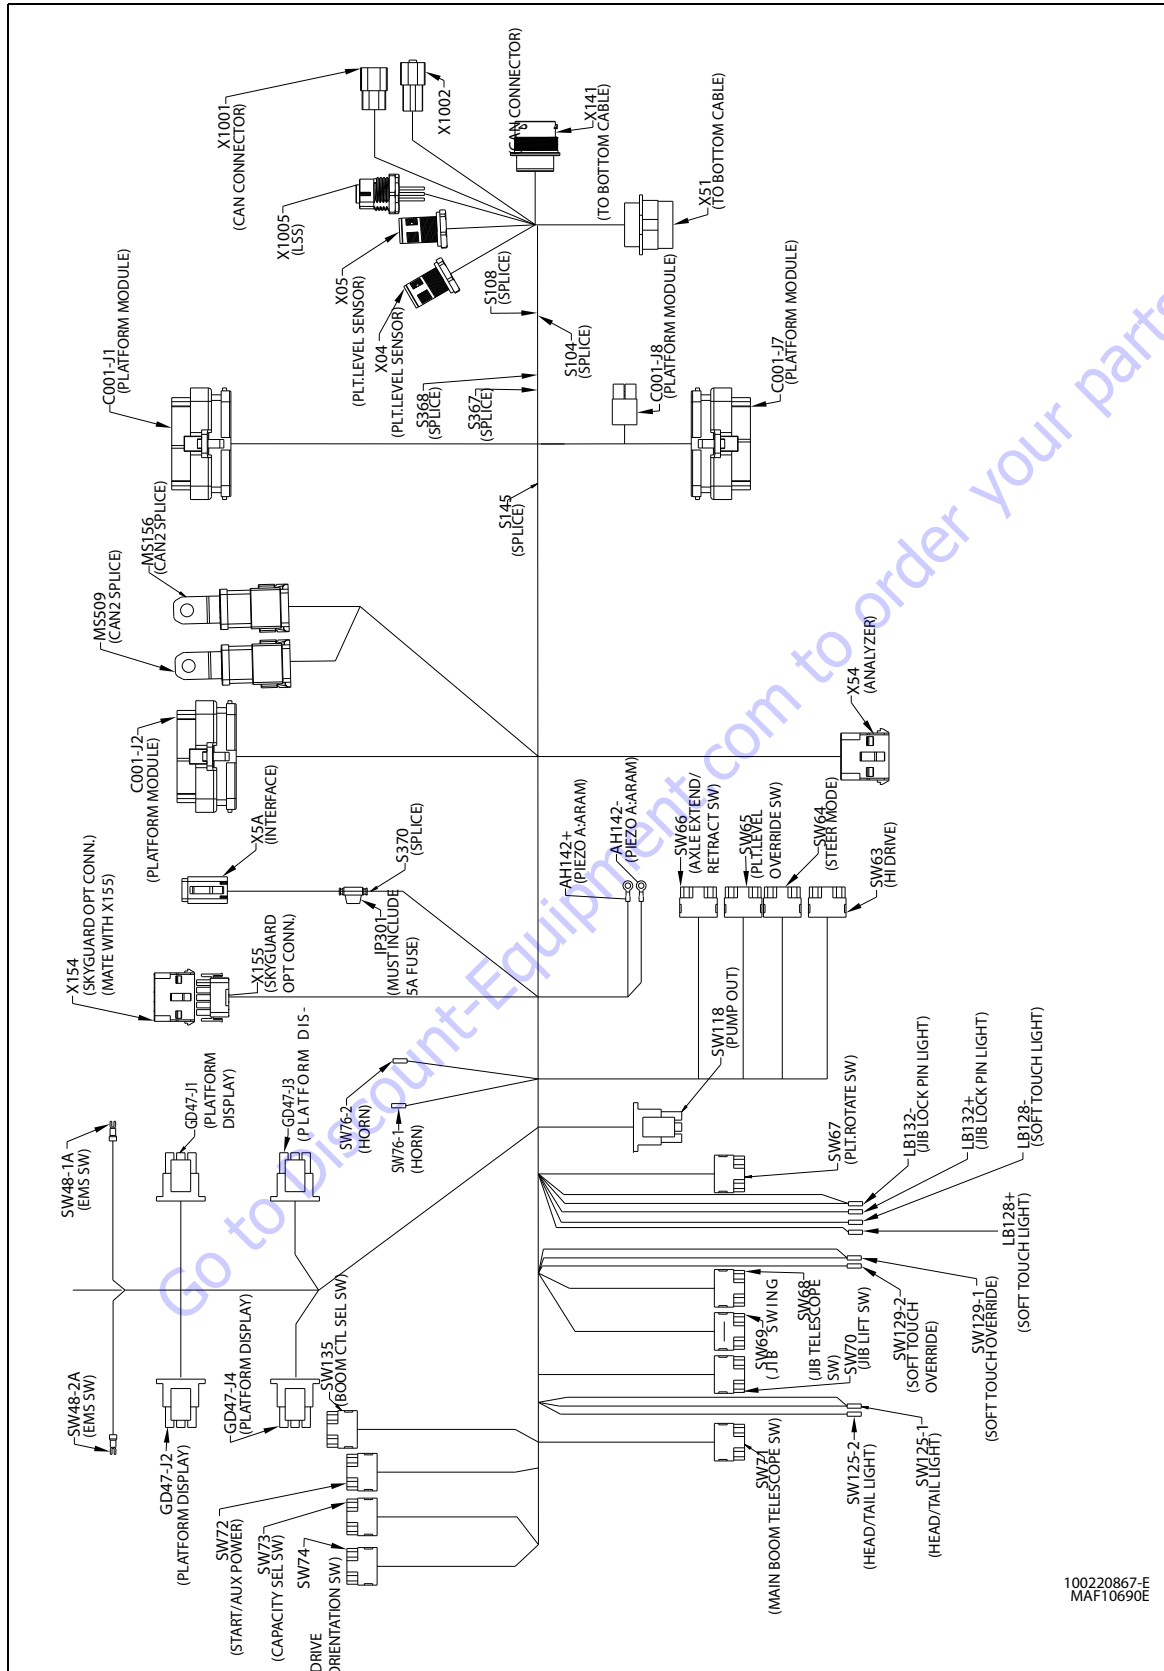 X1001
(CAN CONNECTOR)
X1002
CAN CONNECTOR)
X141
(TO BOTTOM CABLE)
X51
(TO BOTTOM CABLE)
X1005
(LSS)
X05
(PLT.LEVEL SENSOR)
X04
(PLT.LEVEL SENSOR)
S108
(SPLICE)
S104
(SPLICE)
S368
(SPLICE)
S367
(SPLICE)
C001-J1
(PLATFORM MODULE)
C001-J8
(PLATFORM MODULE)
C001-J7
(PLATFORM MODULE)
S145
(SPLICE)
MS156
(CAN2 SPLICE)
MS509
(CAN2 SPLICE)
C001-J2
(PLATFORM MODULE)
X54
(ANALYZER)
X5A
(INTERFACE)
S370
(SPLICE)
IP301
(MUST INCLUDE
5A FUSE)
AH142+
(PIEZO A:ARAM)
AH142-
(PIEZO A:ARAM)
SW66
(AXLE EXTEND/
RETRACT SW)
SW65
(PLT.LEVEL
OVERRIDE SW)
SW64
(STEER MODE)
SW63
(HI DRIVE)
X154
(SKYGUARD OPT CONN.)
(MATE WITH X155)
X155
(SKYGUARD
OPT CONN.)
SW76-2
(HORN)
SW76-1
(HORN)
SW118
(PUMP OUT)
GD47-J1
(PLATFORM
DISPLAY)
GD47-J3
(PLATFORM DIS-
SW48-1A
(EMS SW)
SW48-2A
(EMS SW)
GD47-J2
(PLATFORM DISPLAY)
GD47-J4
(PLATFORM DISPLAY)
SW67
(PLT.ROTATE SW)
LB132-
(JIB LOCK PIN LIGHT)
LB132+
(JIB LOCK PIN LIGHT)
LB128-
(SOFT TOUCH LIGHT)
LB128+
(SOFT TOUCH LIGHT)
SW129-1
(SOFT TOUCH OVERRIDE)
SW129-2
(SOFT TOUCH
OVERRIDE)
SW68
(JIB TELESCOPE
SW)
SW69
(JIB SWING
SW70
(JIB LIFT SW)
SW125-1
(HEAD/TAIL LIGHT)
SW125-2
(HEAD/TAIL LIGHT)
SW71
(MAIN BOOM TELESCOPE SW)
SW135
(BOOM CTL SEL SW)
SW72
(START/AUX POWER)
SW73
(CAPACITY SEL SW)
SW74
DRIVE
ORIENTATION SW)
100220867-E
MAF10690E
Go to Discount-Equipment.com to order your parts